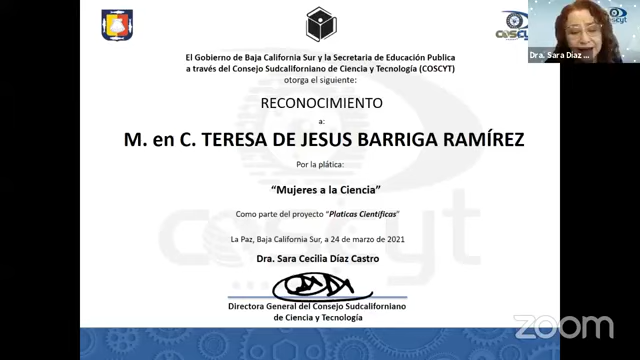 El Gobierno de Baja California Sur y la Secretaria de Educación Publica
a través del Consejo Sudcaliforniano de Ciencia y Tecnología (COSCYT)
otorga el siguiente:
RECONOCIMIENTO
a:
M. en C. TERESA DE JESUS BARRIGA RAMÍREZ
Por la plática:
“Mujeres a la Ciencia”
Como parte del proyecto “Platicas Científicas”
La Paz, Baja California Sur, a 24 de marzo de 2021
Dra. Sara Cecilia Díaz Castro
Directora General del Consejo Sudcaliforniano
de Ciencia y Tecnología
coscyt
coscyt
Dra. Sara Díaz ...
zoom